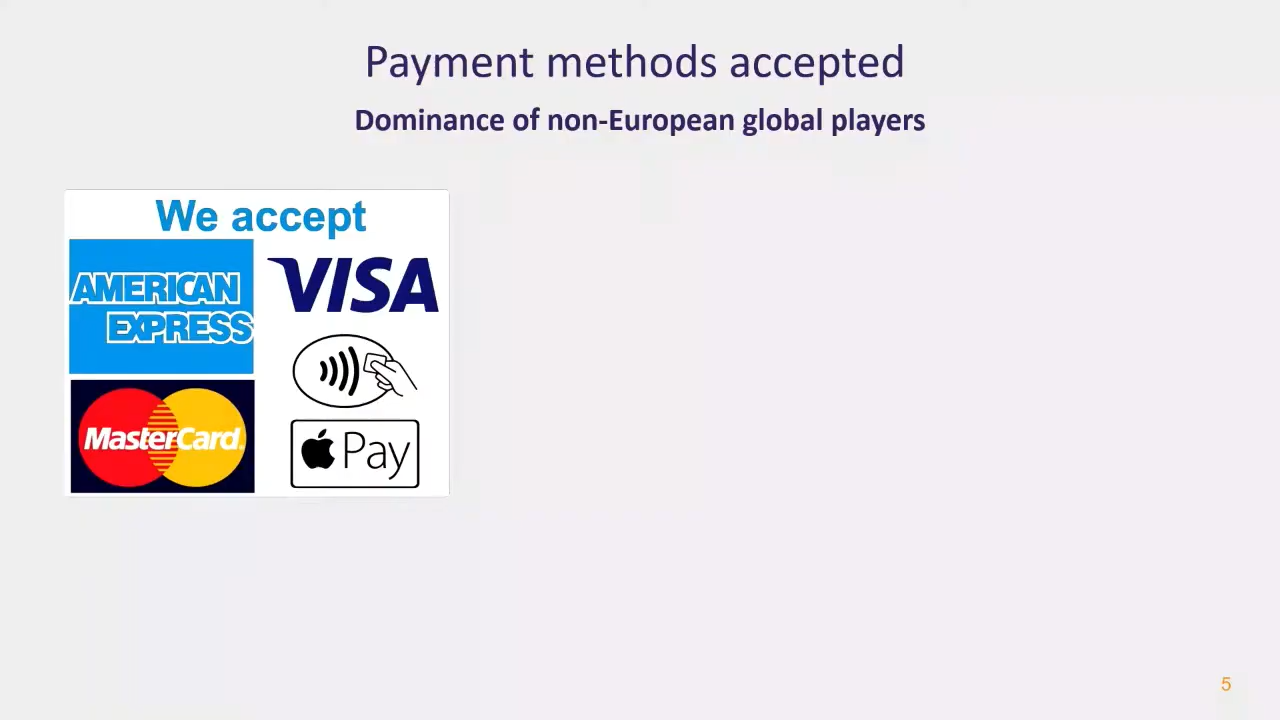 Payment methods accepted
Dominance of non-European global players
We accept
AMERICAN
EXPRESS
VISA
MasterCard
Pay
5